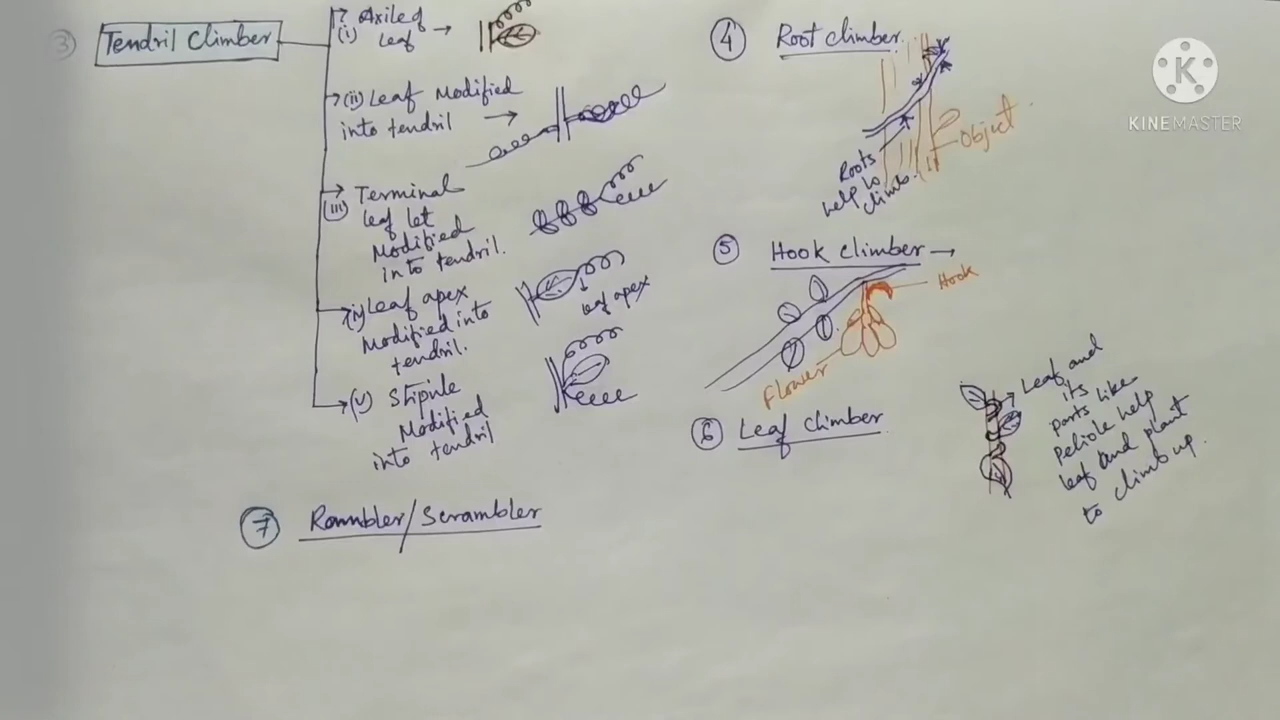 ③ Tendril Climber
(i) Axile of
leaf →
(ii) Leaf Modified
into tendril →
(iii) Terminal
leaf let
Modified
into tendril.
Leaf apex
Modified into
tendril.
leaf apex
(v) Stipule
Modified
into tendril
④ Root climber
Object
Roots
help to
climb.
⑤ Hook climber →
Hook
Flower
⑥ Leaf climber
Leaf and
its
parts like
Petiole help
leaf and plant
to climb up.
⑦ Rambler/Scrambler
K
KINEMASTER